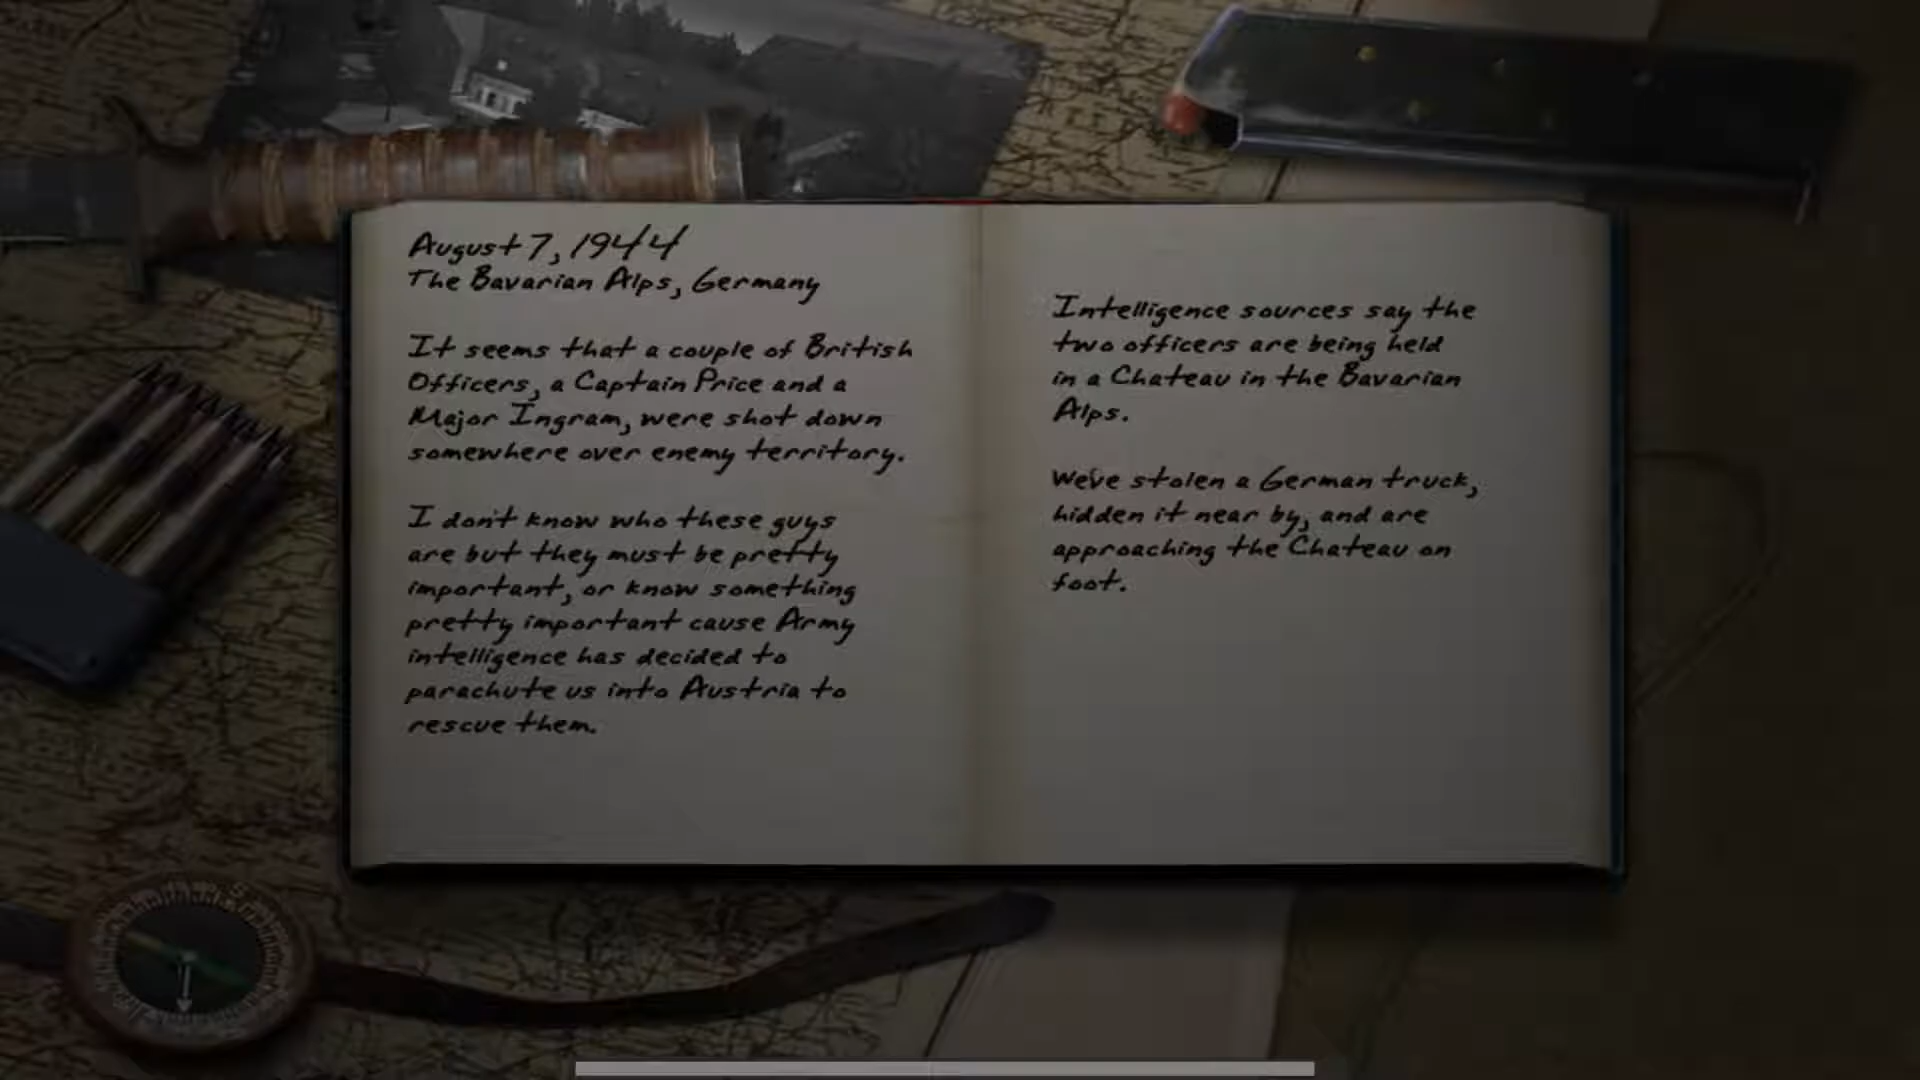 August 7, 1944
The Bavarian Alps, Germany
It seems that a couple of British
Officers, a Captain Price and a
Major Ingram, were shot down
somewhere over enemy territory.
I don't know who these guys
are but they must be pretty
important, or know something
pretty important cause Army
intelligence has decided to
parachute us into Austria to
rescue them.
Intelligence sources say the
two officers are being held
in a Chateau in the Bavarian
Alps.
We've stolen a German truck,
hidden it near by, and are
approaching the Chateau on
foot.